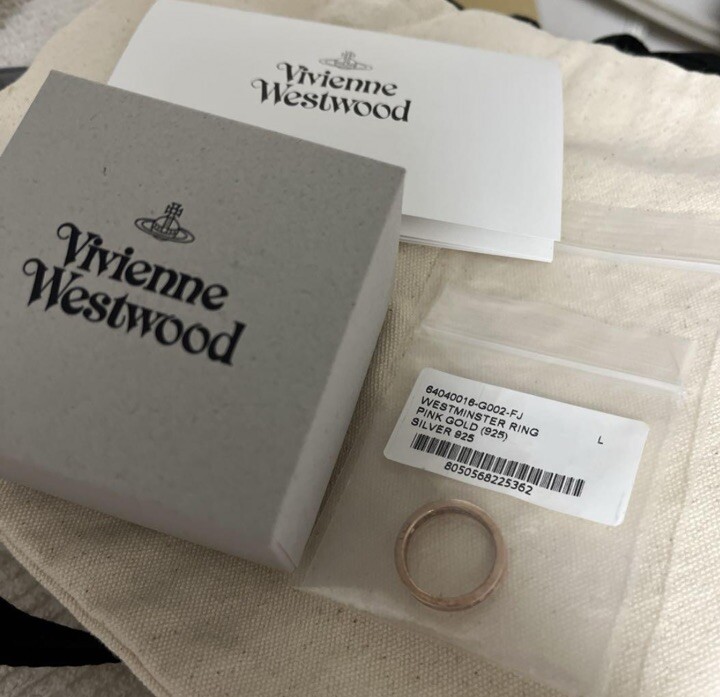 Vivienne
Westwood
Vivienne
Westwood
64040016-G002-FJ
WESTMINSTER RING
PINK GOLD (925)
SILVER 925
L
8050568225362